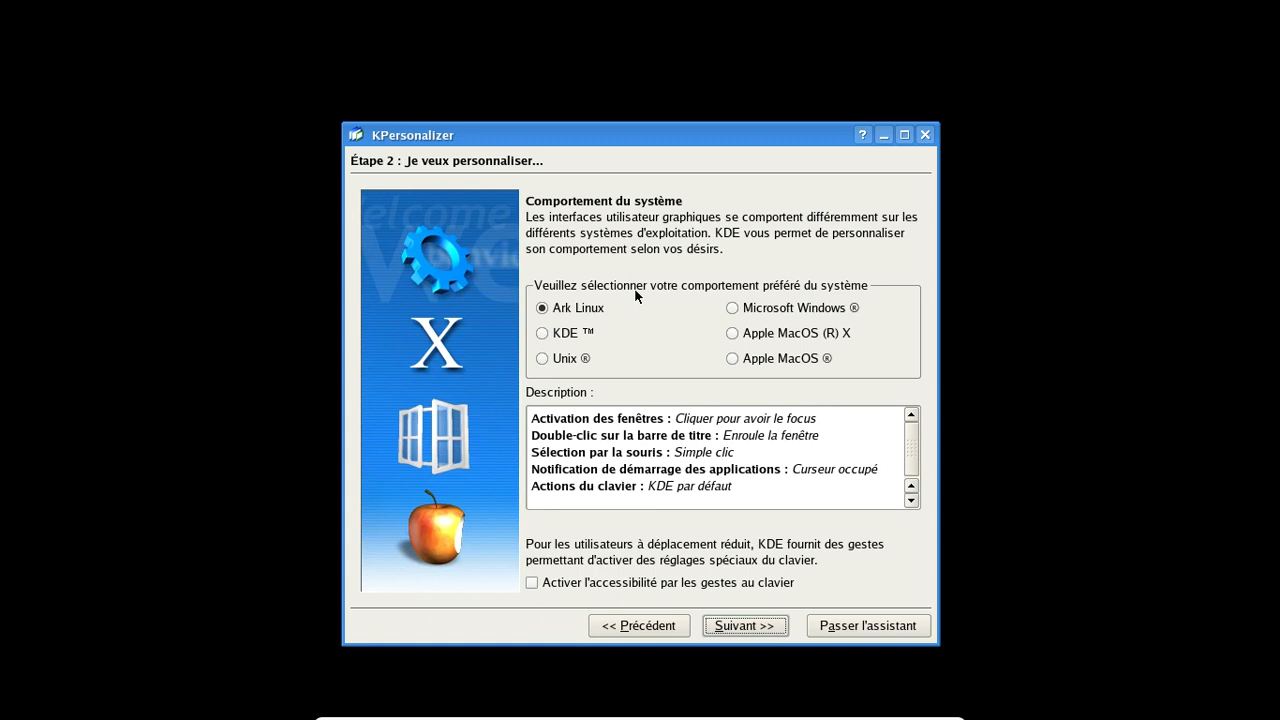 KPersonalizer
Étape 2 : Je veux personnaliser...
Welcome
Comportement du système
Les interfaces utilisateur graphiques se comportent différemment sur les
différents systèmes d'exploitation. KDE vous permet de personnaliser
son comportement selon vos désirs.
Veuillez sélectionner votre comportement préféré du système
Ark Linux
Microsoft Windows ®
KDE ™
Apple MacOS (R) X
Unix ®
Apple MacOS ®
Description :
Activation des fenêtres : Cliquer pour avoir le focus
Double-clic sur la barre de titre : Enroule la fenêtre
Sélection par la souris : Simple clic
Notification de démarrage des applications : Curseur occupé
Actions du clavier : KDE par défaut
X
Pour les utilisateurs à déplacement réduit, KDE fournit des gestes
permettant d'activer des réglages spéciaux du clavier.
Activer l'accessibilité par les gestes au clavier
<< Précédent
Suivant >>
Passer l'assistant